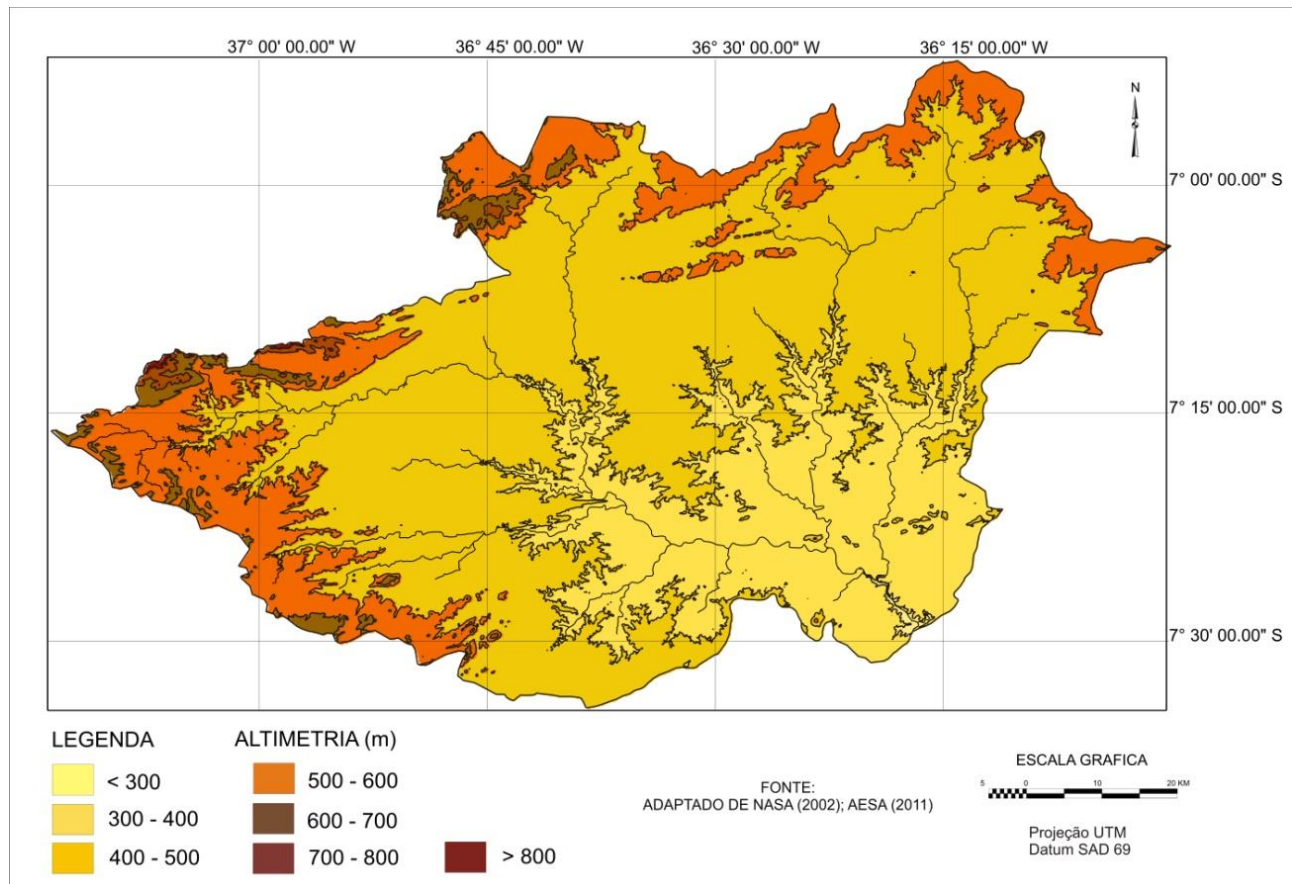 37° 00' 00.00" W
36° 45' 00.00" W
36° 30' 00.00" W
36° 15' 00.00" W
N
7° 00' 00.00" S
7° 15' 00.00" S
7° 30' 00.00" S
LEGENDA
ALTIMETRIA (m)
< 300
300 - 400
400 - 500
500 - 600
600 - 700
700 - 800
> 800
FONTE:
ADAPTADO DE NASA (2002); AESA (2011)
ESCALA GRAFICA
5 0 10 20 KM
Projeção UTM
Datum SAD 69